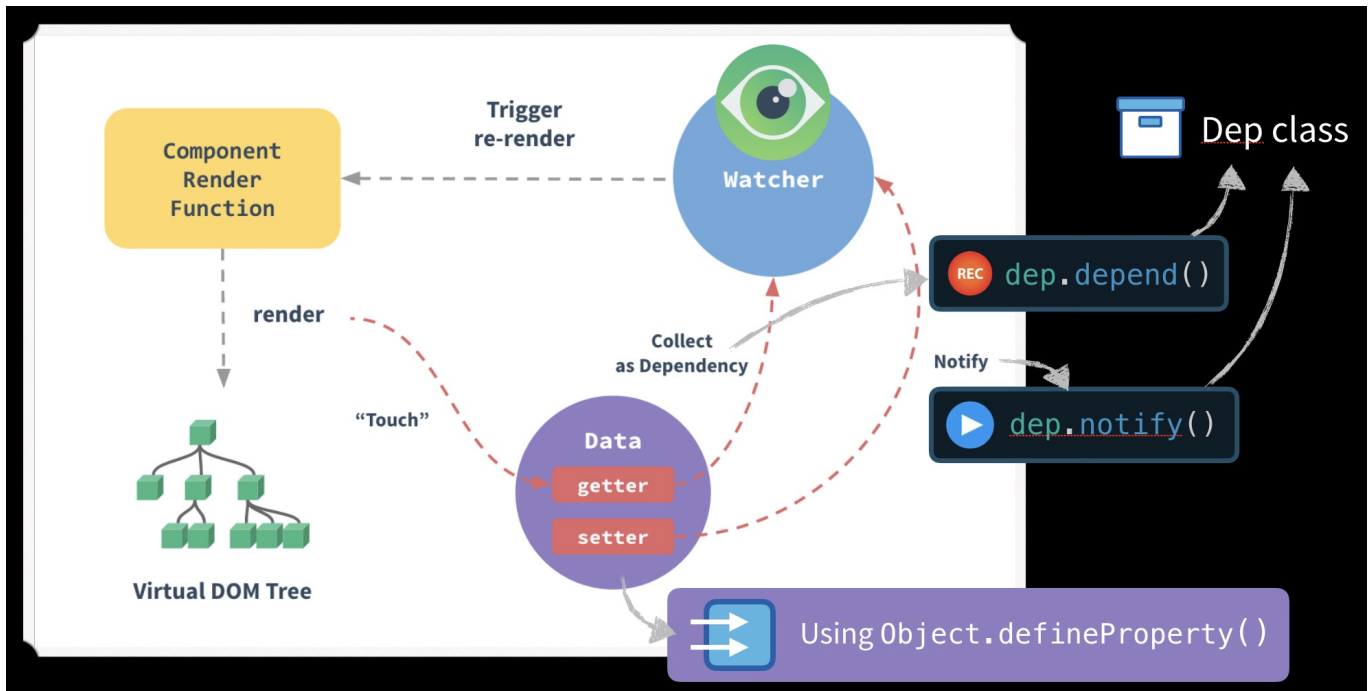 Component
Render
Function
Trigger
re-render
Watcher
Dep class
REC dep.depend()
render
Collect
as Dependency
Notify
dep.notify()
“Touch”
Data
getter
setter
Virtual DOM Tree
Using Object.defineProperty()